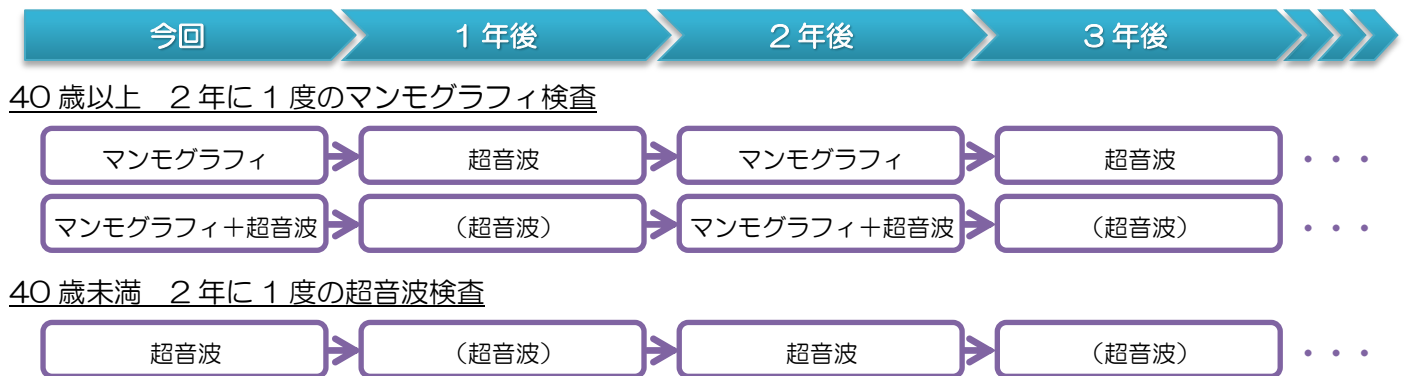 今回 1年後 2年後 3年後
40歳以上 2年に1度のマンモグラフィ検査
マンモグラフィ 超音波 マンモグラフィ 超音波 ・・・
マンモグラフィ+超音波 (超音波) マンモグラフィ+超音波 (超音波) ・・・
40歳未満 2年に1度の超音波検査
超音波 (超音波) 超音波 (超音波) ・・・